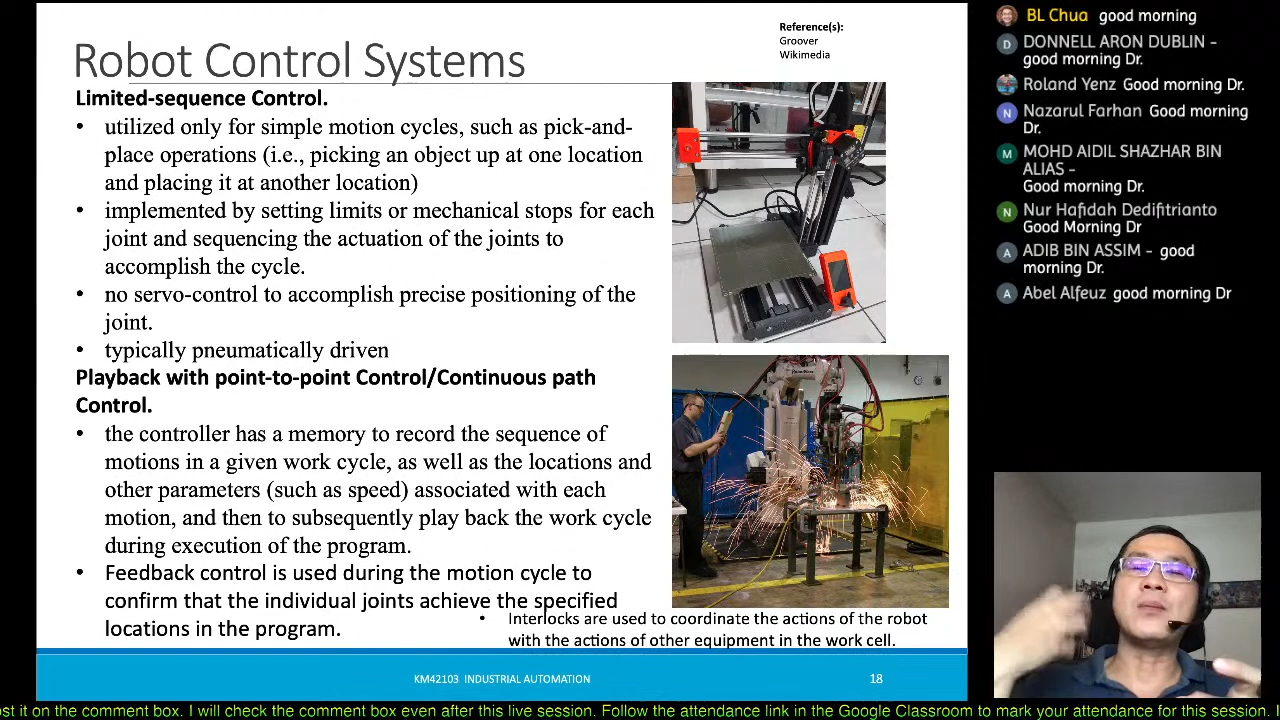 Reference(s):
Groover
Wikimedia
Robot Control Systems
Limited-sequence Control.
• utilized only for simple motion cycles, such as pick-and-
place operations (i.e., picking an object up at one location
and placing it at another location)
• implemented by setting limits or mechanical stops for each
joint and sequencing the actuation of the joints to
accomplish the cycle.
• no servo-control to accomplish precise positioning of the
joint.
• typically pneumatically driven
Playback with point-to-point Control/Continuous path
Control.
• the controller has a memory to record the sequence of
motions in a given work cycle, as well as the locations and
other parameters (such as speed) associated with each
motion, and then to subsequently play back the work cycle
during execution of the program.
• Feedback control is used during the motion cycle to
confirm that the individual joints achieve the specified
locations in the program.
• Interlocks are used to coordinate the actions of the robot
with the actions of other equipment in the work cell.
KM42103 INDUSTRIAL AUTOMATION
18
BL Chua good morning
D DONNELL ARON DUBLIN -
good morning Dr.
Roland Yenz Good morning Dr.
N Nazarul Farhan Good morning
Dr.
M MOHD AIDIL SHAZHAR BIN
ALIAS -
Good morning Dr.
N Nur Hafidah Dedifitrianto
Good Morning Dr
A ADIB BIN ASSIM - good
morning Dr.
A Abel Alfeuz good morning Dr
ost it on the comment box. I will check the comment box even after this live session. Follow the attendance link in the Google Classroom to mark your attendance for this session. I